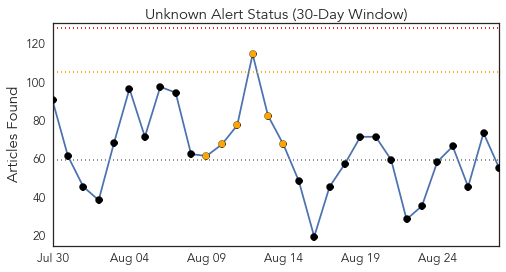 Unknown Alert Status (30-Day Window)
Articles Found
120
100
80
60
40
20
Jul 30
Aug 04
Aug 09
Aug 14
Aug 19
Aug 24